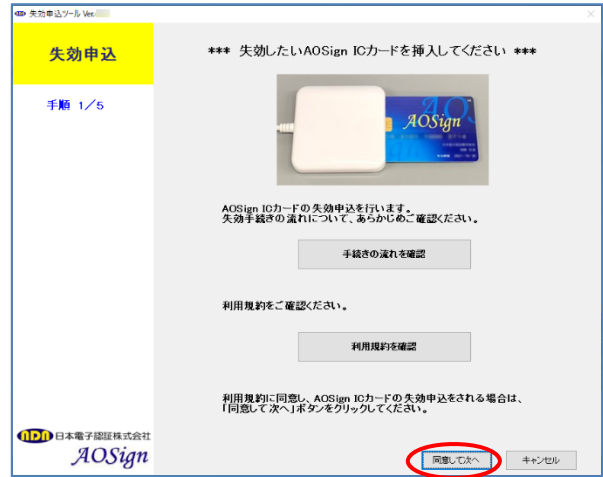 失効申込ツール Ver.
失効申込
手順 1／5
*** 失効したいAOSign ICカードを挿入してください ***
AOSign
AOSign ICカードの失効申込を行います。
失効手続きの流れについて、あらかじめご確認ください。
手続きの流れを確認
利用規約をご確認ください。
利用規約を確認
利用規約に同意し、AOSign ICカードの失効申込をされる場合は、
「同意して次へ」ボタンをクリックしてください。
NDN 日本電子認証株式会社
AOSign
同意して次へ
キャンセル